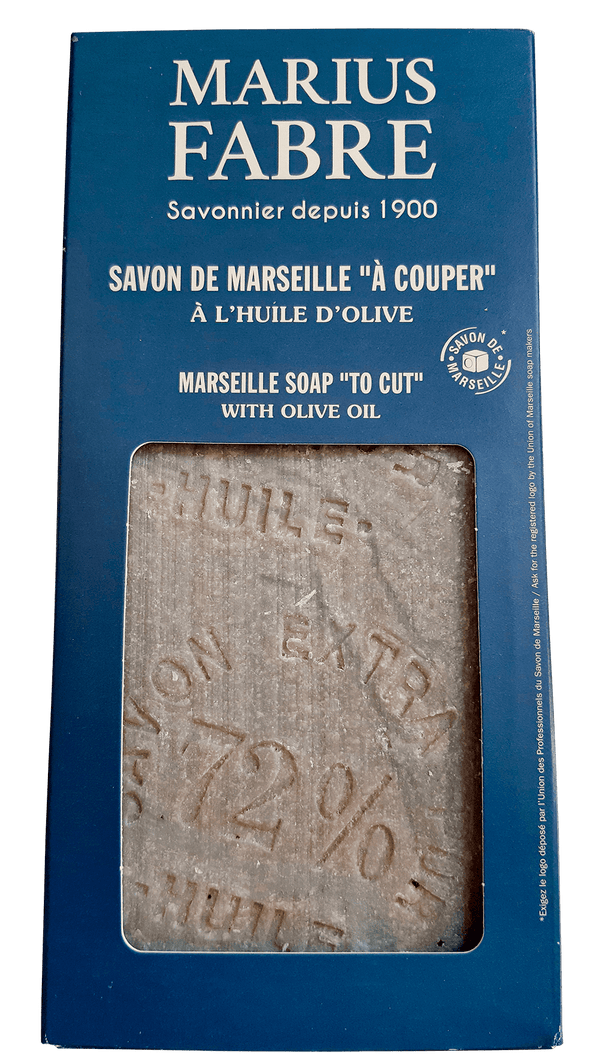 MARIUS
FABRE
Savonnier depuis 1900
SAVON DE MARSEILLE "À COUPER"
À L'HUILE D'OLIVE
SAVON DE
MARSEILLE
*
MARSEILLE SOAP "TO CUT"
WITH OLIVE OIL
*Exigez le logo déposé par l'Union des Professionnels du Savon de Marseille / Ask for the registered logo by the Union of Marseille soap makers
·HUILE·
SAVON EXTRA
72%
·HUILE